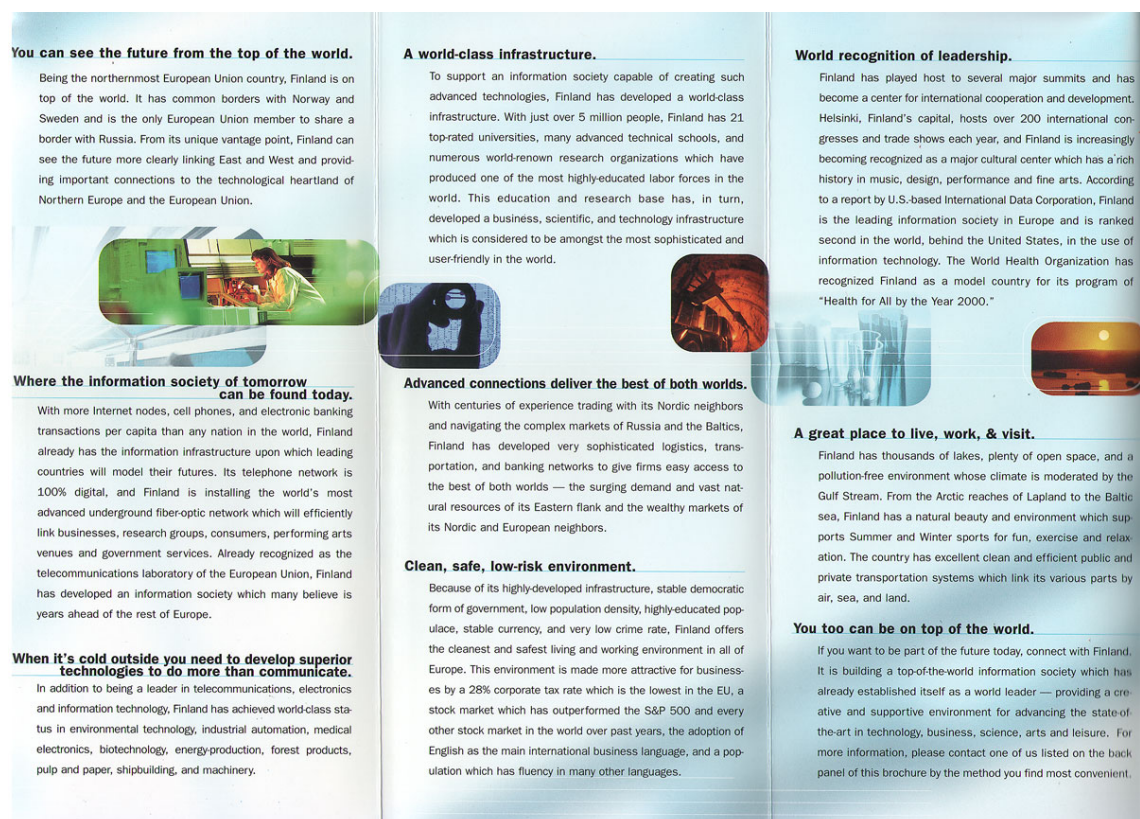 You can see the future from the top of the world.
Being the northernmost European Union country, Finland is on
top of the world. It has common borders with Norway and
Sweden and is the only European Union member to share a
border with Russia. From its unique vantage point, Finland can
see the future more clearly linking East and West and provid-
ing important connections to the technological heartland of
Northern Europe and the European Union.
Where the information society of tomorrow
can be found today.
With more Internet nodes, cell phones, and electronic banking
transactions per capita than any nation in the world, Finland
already has the information infrastructure upon which leading
countries will model their futures. Its telephone network is
100% digital, and Finland is installing the world's most
advanced underground fiber-optic network which will efficiently
link businesses, research groups, consumers, performing arts
venues and government services. Already recognized as the
telecommunications laboratory of the European Union, Finland
has developed an information society which many believe is
years ahead of the rest of Europe.
When it's cold outside you need to develop superior
technologies to do more than communicate.
In addition to being a leader in telecommunications, electronics
and information technology, Finland has achieved world-class sta-
tus in environmental technology, industrial automation, medical
electronics, biotechnology, energy-production, forest products,
pulp and paper, shipbuilding, and machinery.
A world-class infrastructure.
To support an information society capable of creating such
advanced technologies, Finland has developed a world-class
infrastructure. With just over 5 million people, Finland has 21
top-rated universities, many advanced technical schools, and
numerous world-renown research organizations which have
produced one of the most highly-educated labor forces in the
world. This education and research base has, in turn,
developed a business, scientific, and technology infrastructure
which is considered to be amongst the most sophisticated and
user-friendly in the world.
Advanced connections deliver the best of both worlds.
With centuries of experience trading with its Nordic neighbors
and navigating the complex markets of Russia and the Baltics,
Finland has developed very sophisticated logistics, trans-
portation, and banking networks to give firms easy access to
the best of both worlds — the surging demand and vast nat-
ural resources of its Eastern flank and the wealthy markets of
its Nordic and European neighbors.
Clean, safe, low-risk environment.
Because of its highly-developed infrastructure, stable democratic
form of government, low population density, highly-educated pop-
ulace, stable currency, and very low crime rate, Finland offers
the cleanest and safest living and working environment in all of
Europe. This environment is made more attractive for business-
es by a 28% corporate tax rate which is the lowest in the EU, a
stock market which has outperformed the S&P 500 and every
other stock market in the world over past years, the adoption of
English as the main international business language, and a pop-
ulation which has fluency in many other languages.
World recognition of leadership.
Finland has played host to several major summits and has
become a center for international cooperation and development.
Helsinki, Finland's capital, hosts over 200 international con-
gresses and trade shows each year, and Finland is increasingly
becoming recognized as a major cultural center which has a rich
history in music, design, performance and fine arts. According
to a report by U.S.-based International Data Corporation, Finland
is the leading information society in Europe and is ranked
second in the world, behind the United States, in the use of
information technology. The World Health Organization has
recognized Finland as a model country for its program of
"Health for All by the Year 2000."
A great place to live, work, & visit.
Finland has thousands of lakes, plenty of open space, and a
pollution-free environment whose climate is moderated by the
Gulf Stream. From the Arctic reaches of Lapland to the Baltic
sea, Finland has a natural beauty and environment which sup-
ports Summer and Winter sports for fun, exercise and relax-
ation. The country has excellent clean and efficient public and
private transportation systems which link its various parts by
air, sea, and land.
You too can be on top of the world.
If you want to be part of the future today, connect with Finland.
It is building a top-of-the-world information society which has
already established itself as a world leader — providing a cre-
ative and supportive environment for advancing the state-of-
the-art in technology, business, science, arts and leisure. For
more information, please contact one of us listed on the back
panel of this brochure by the method you find most convenient.